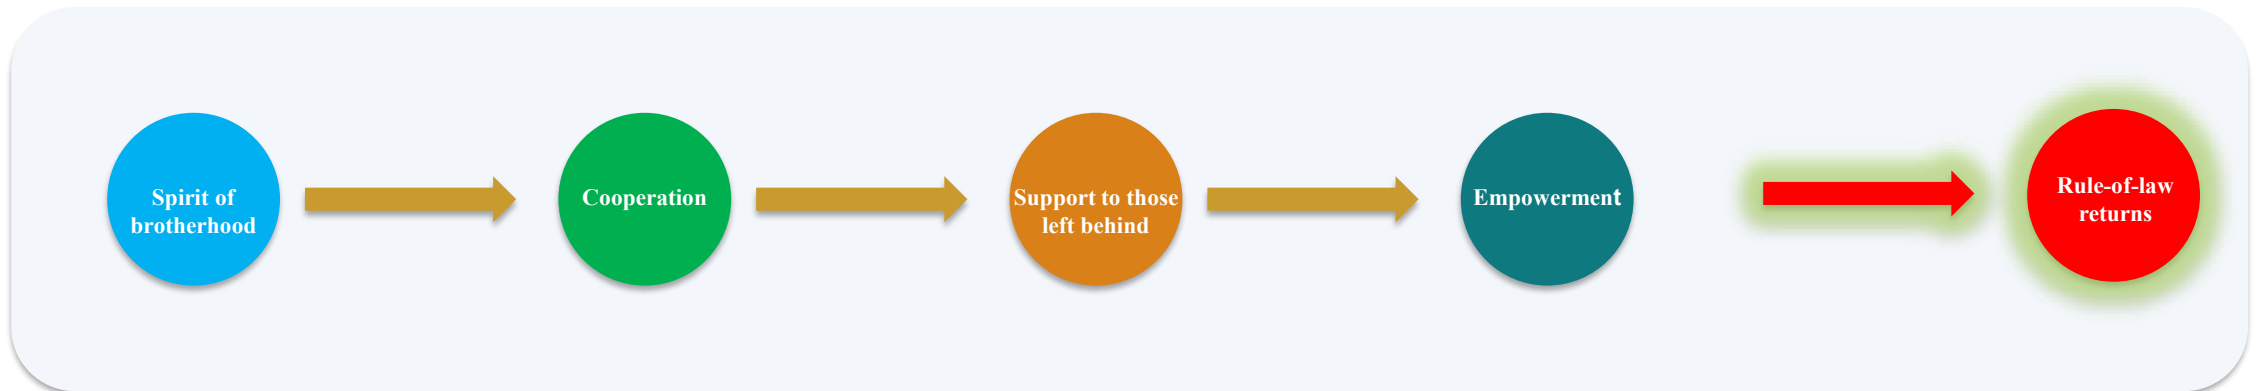 Spirit of
brotherhood
Cooperation
Support to those
left behind
Empowerment
Rule-of-law
returns